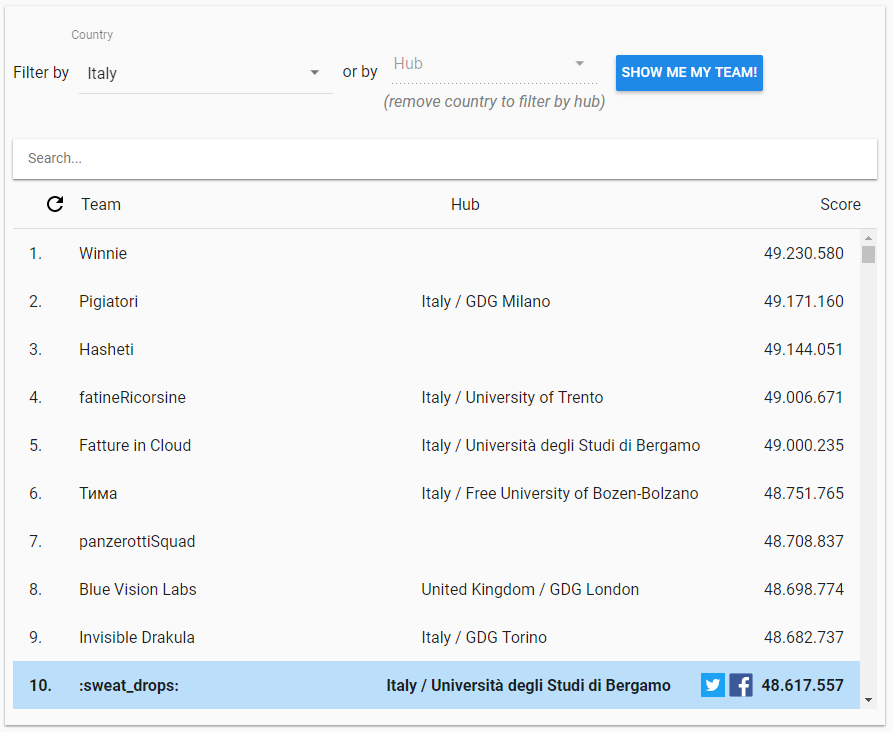 Country
Filter by Italy or by Hub SHOW ME MY TEAM!
(remove country to filter by hub)
Search...
Team Hub Score
1. Winnie 49.230.580
2. Pigiatori Italy / GDG Milano 49.171.160
3. Hasheti 49.144.051
4. fatineRicorsine Italy / University of Trento 49.006.671
5. Fatture in Cloud Italy / Università degli Studi di Bergamo 49.000.235
6. Тима Italy / Free University of Bozen-Bolzano 48.751.765
7. panzerottiSquad 48.708.837
8. Blue Vision Labs United Kingdom / GDG London 48.698.774
9. Invisible Drakula Italy / GDG Torino 48.682.737
10. :sweat_drops: Italy / Università degli Studi di Bergamo 48.617.557